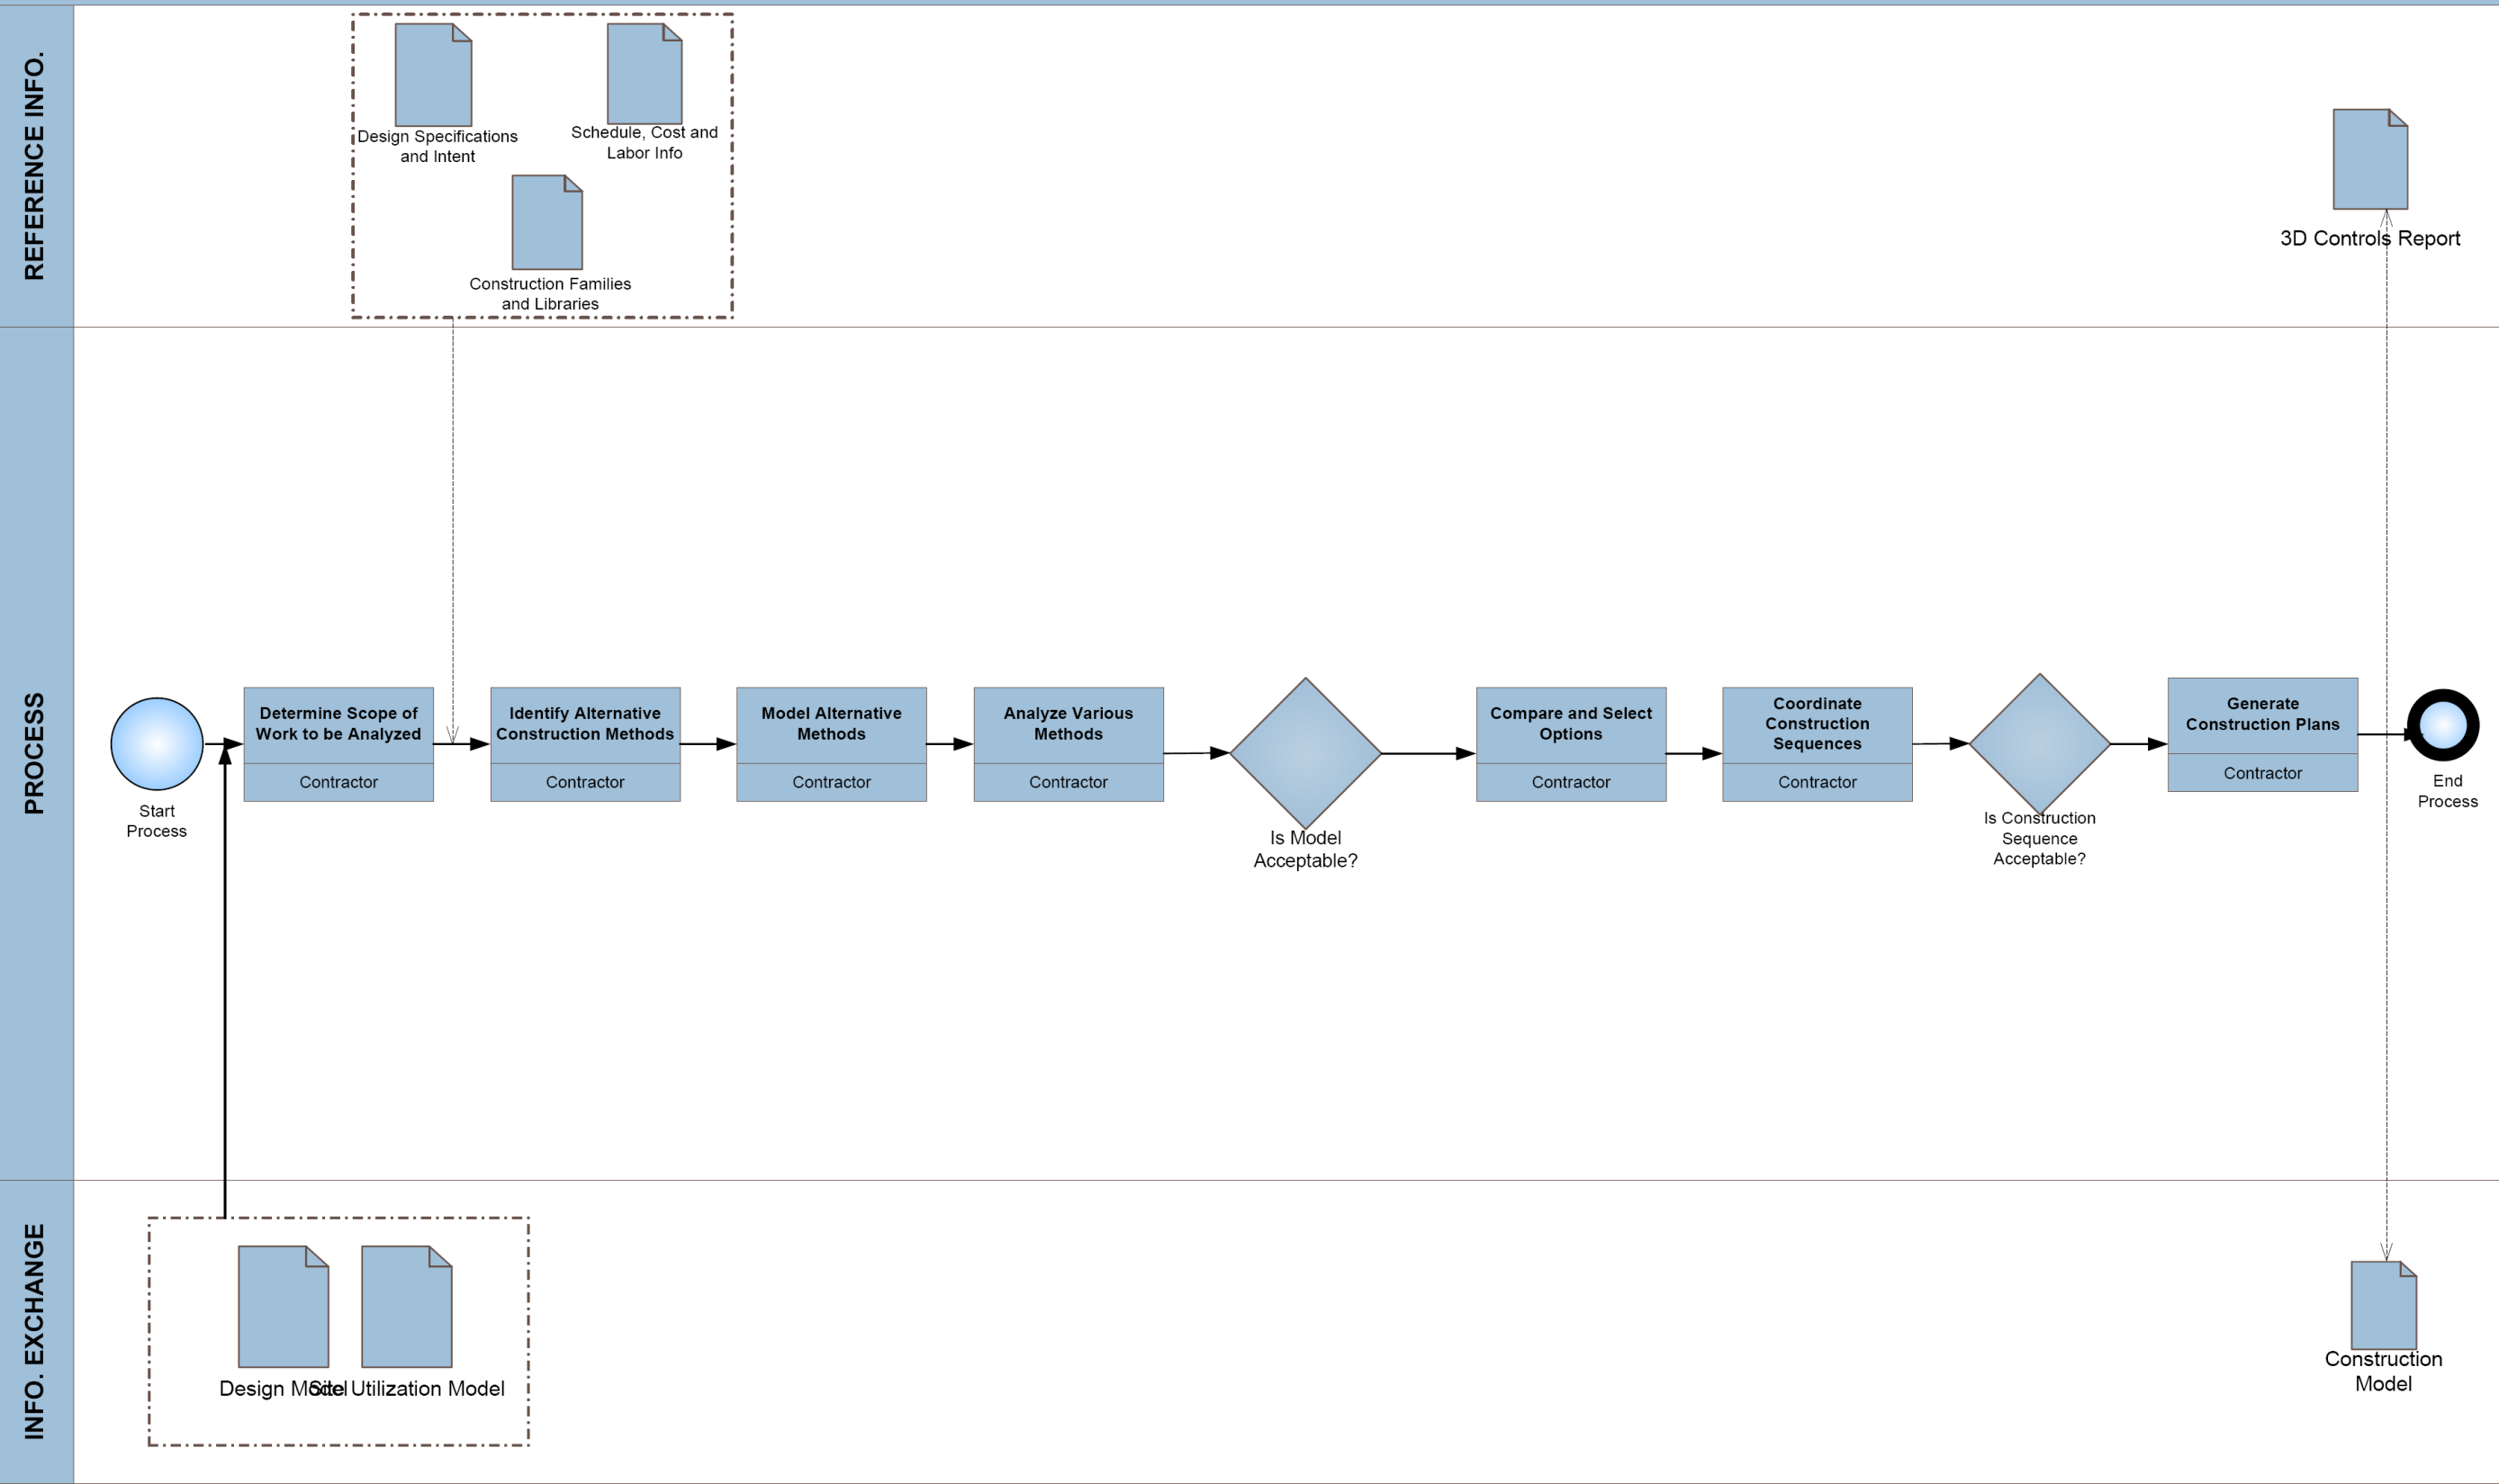 REFERENCE INFO.
Design Specifications
and Intent
Schedule, Cost and
Labor Info
Construction Families
and Libraries
3D Controls Report
PROCESS
Start
Process
Determine Scope of
Work to be Analyzed
Contractor
Identify Alternative
Construction Methods
Contractor
Model Alternative
Methods
Contractor
Analyze Various
Methods
Contractor
Is Model
Acceptable?
Compare and Select
Options
Contractor
Coordinate
Construction
Sequences
Contractor
Is Construction
Sequence
Acceptable?
Generate
Construction Plans
Contractor
End
Process
INFO. EXCHANGE
Design Model
Site Utilization Model
Construction
Model